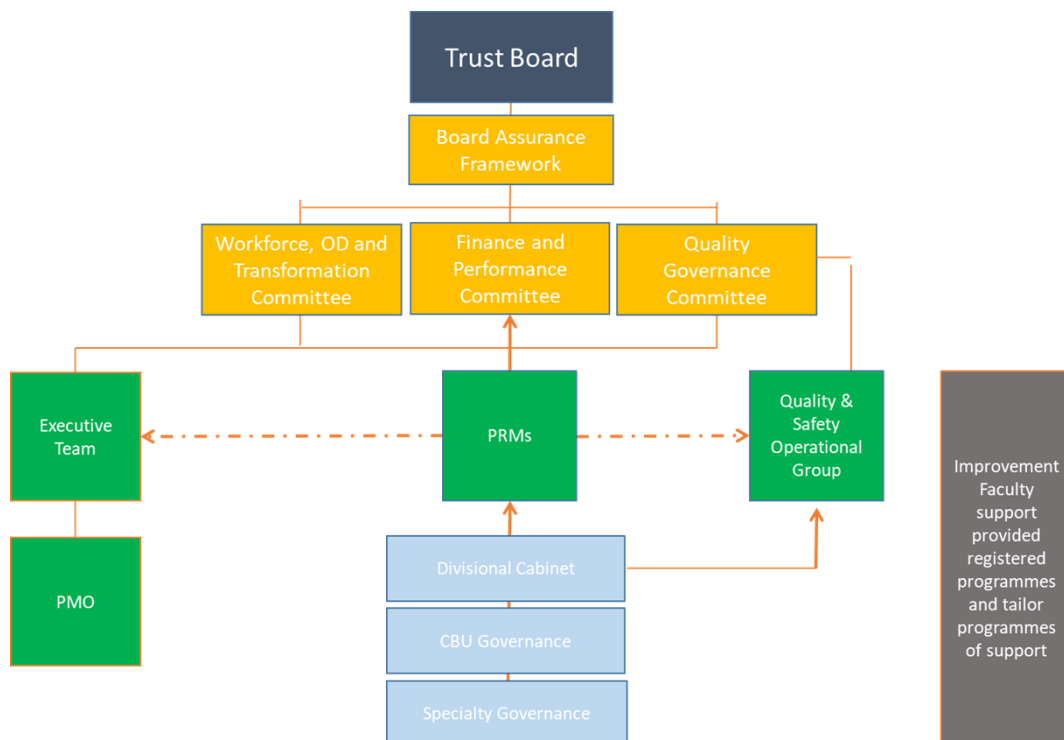 Trust Board
Board Assurance
Framework
Workforce, OD and
Transformation
Committee
Finance and
Performance
Committee
Quality
Governance
Committee
Executive
Team
PRMs
Quality &
Safety
Operational
Group
Improvement
Faculty
support
provided
registered
programmes
and tailor
programmes
of support
PMO
Divisional Cabinet
CBU Governance
Specialty Governance